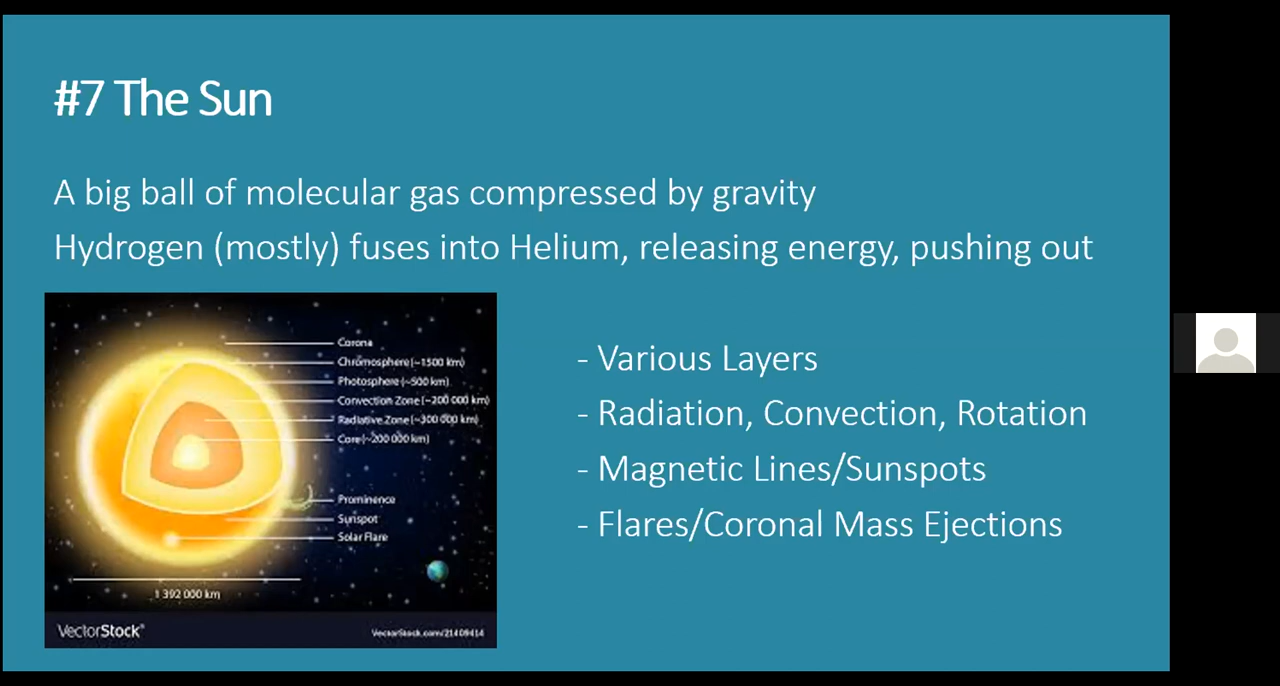 #7 The Sun
A big ball of molecular gas compressed by gravity
Hydrogen (mostly) fuses into Helium, releasing energy, pushing out
Corona
Chromosphere (~1500 km)
Photosphere (~500 km)
Convection Zone (~200 000 km)
Radiative Zone (~300 000 km)
Core (~200 000 km)
Prominence
Sunspot
Solar Flare
1 392 000 km
VectorStock®
VectorStock.com/21409414
- Various Layers
- Radiation, Convection, Rotation
- Magnetic Lines/Sunspots
- Flares/Coronal Mass Ejections